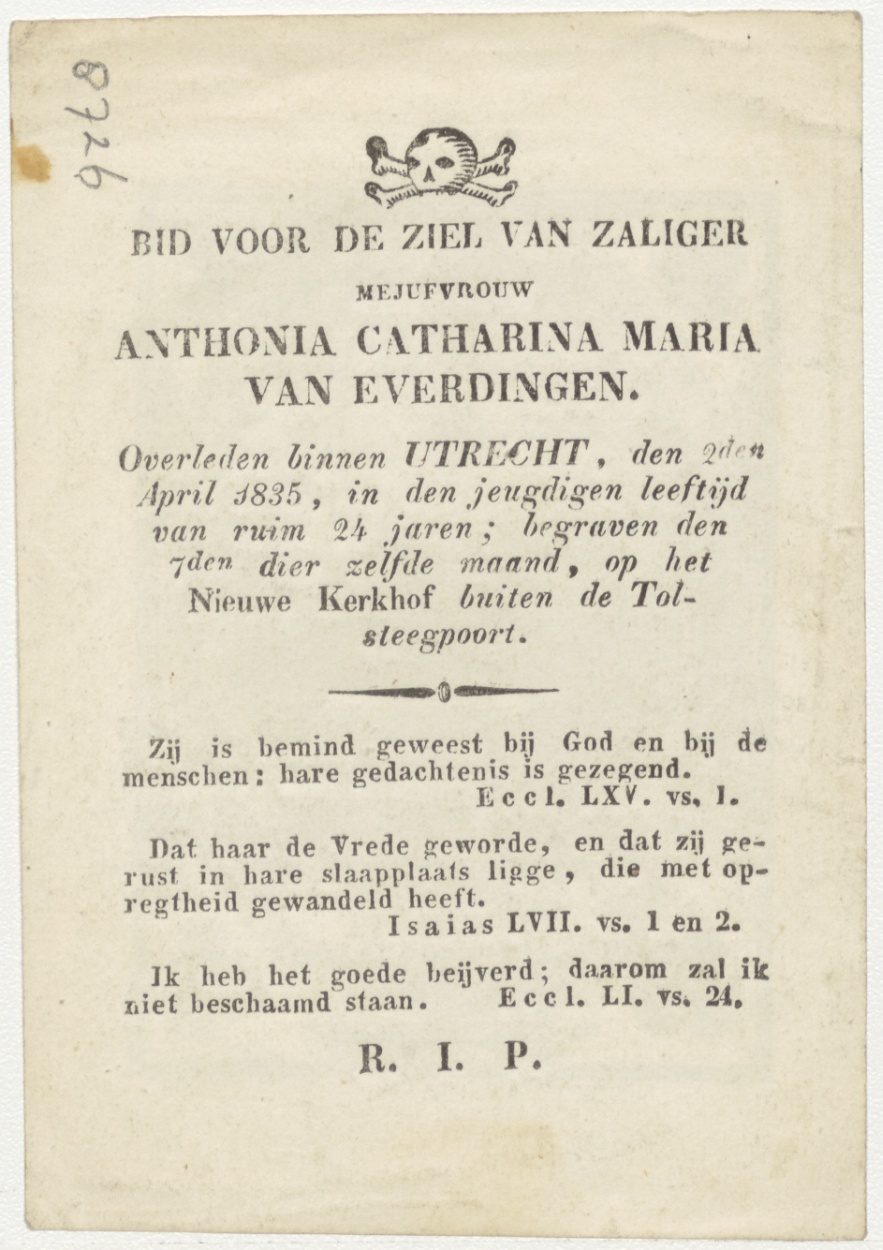 8726
BID VOOR DE ZIEL VAN ZALIGER
MEJUFVROUW
ANTHONIA CATHARINA MARIA
VAN EVERDINGEN.
Overleden binnen UTRECHT, den 2den
April 1835, in den jeugdigen leeftijd
van ruim 24 jaren; begraven den
7den dier zelfde maand, op het
Nieuwe Kerkhof buiten de Tol-
steegpoort.
Zij is bemind geweest bij God en bij de
menschen: hare gedachtenis is gezegend.
Eccl. LXV. vs. 1.
Dat haar de Vrede geworde, en dat zij ge-
rust in hare slaapplaats ligge, die met op-
regtheid gewandeld heeft.
Isaias LVII. vs. 1 en 2.
Ik heb het goede beijverd; daarom zal ik
niet beschaamd staan. Eccl. LI. vs. 24.
R. I. P.